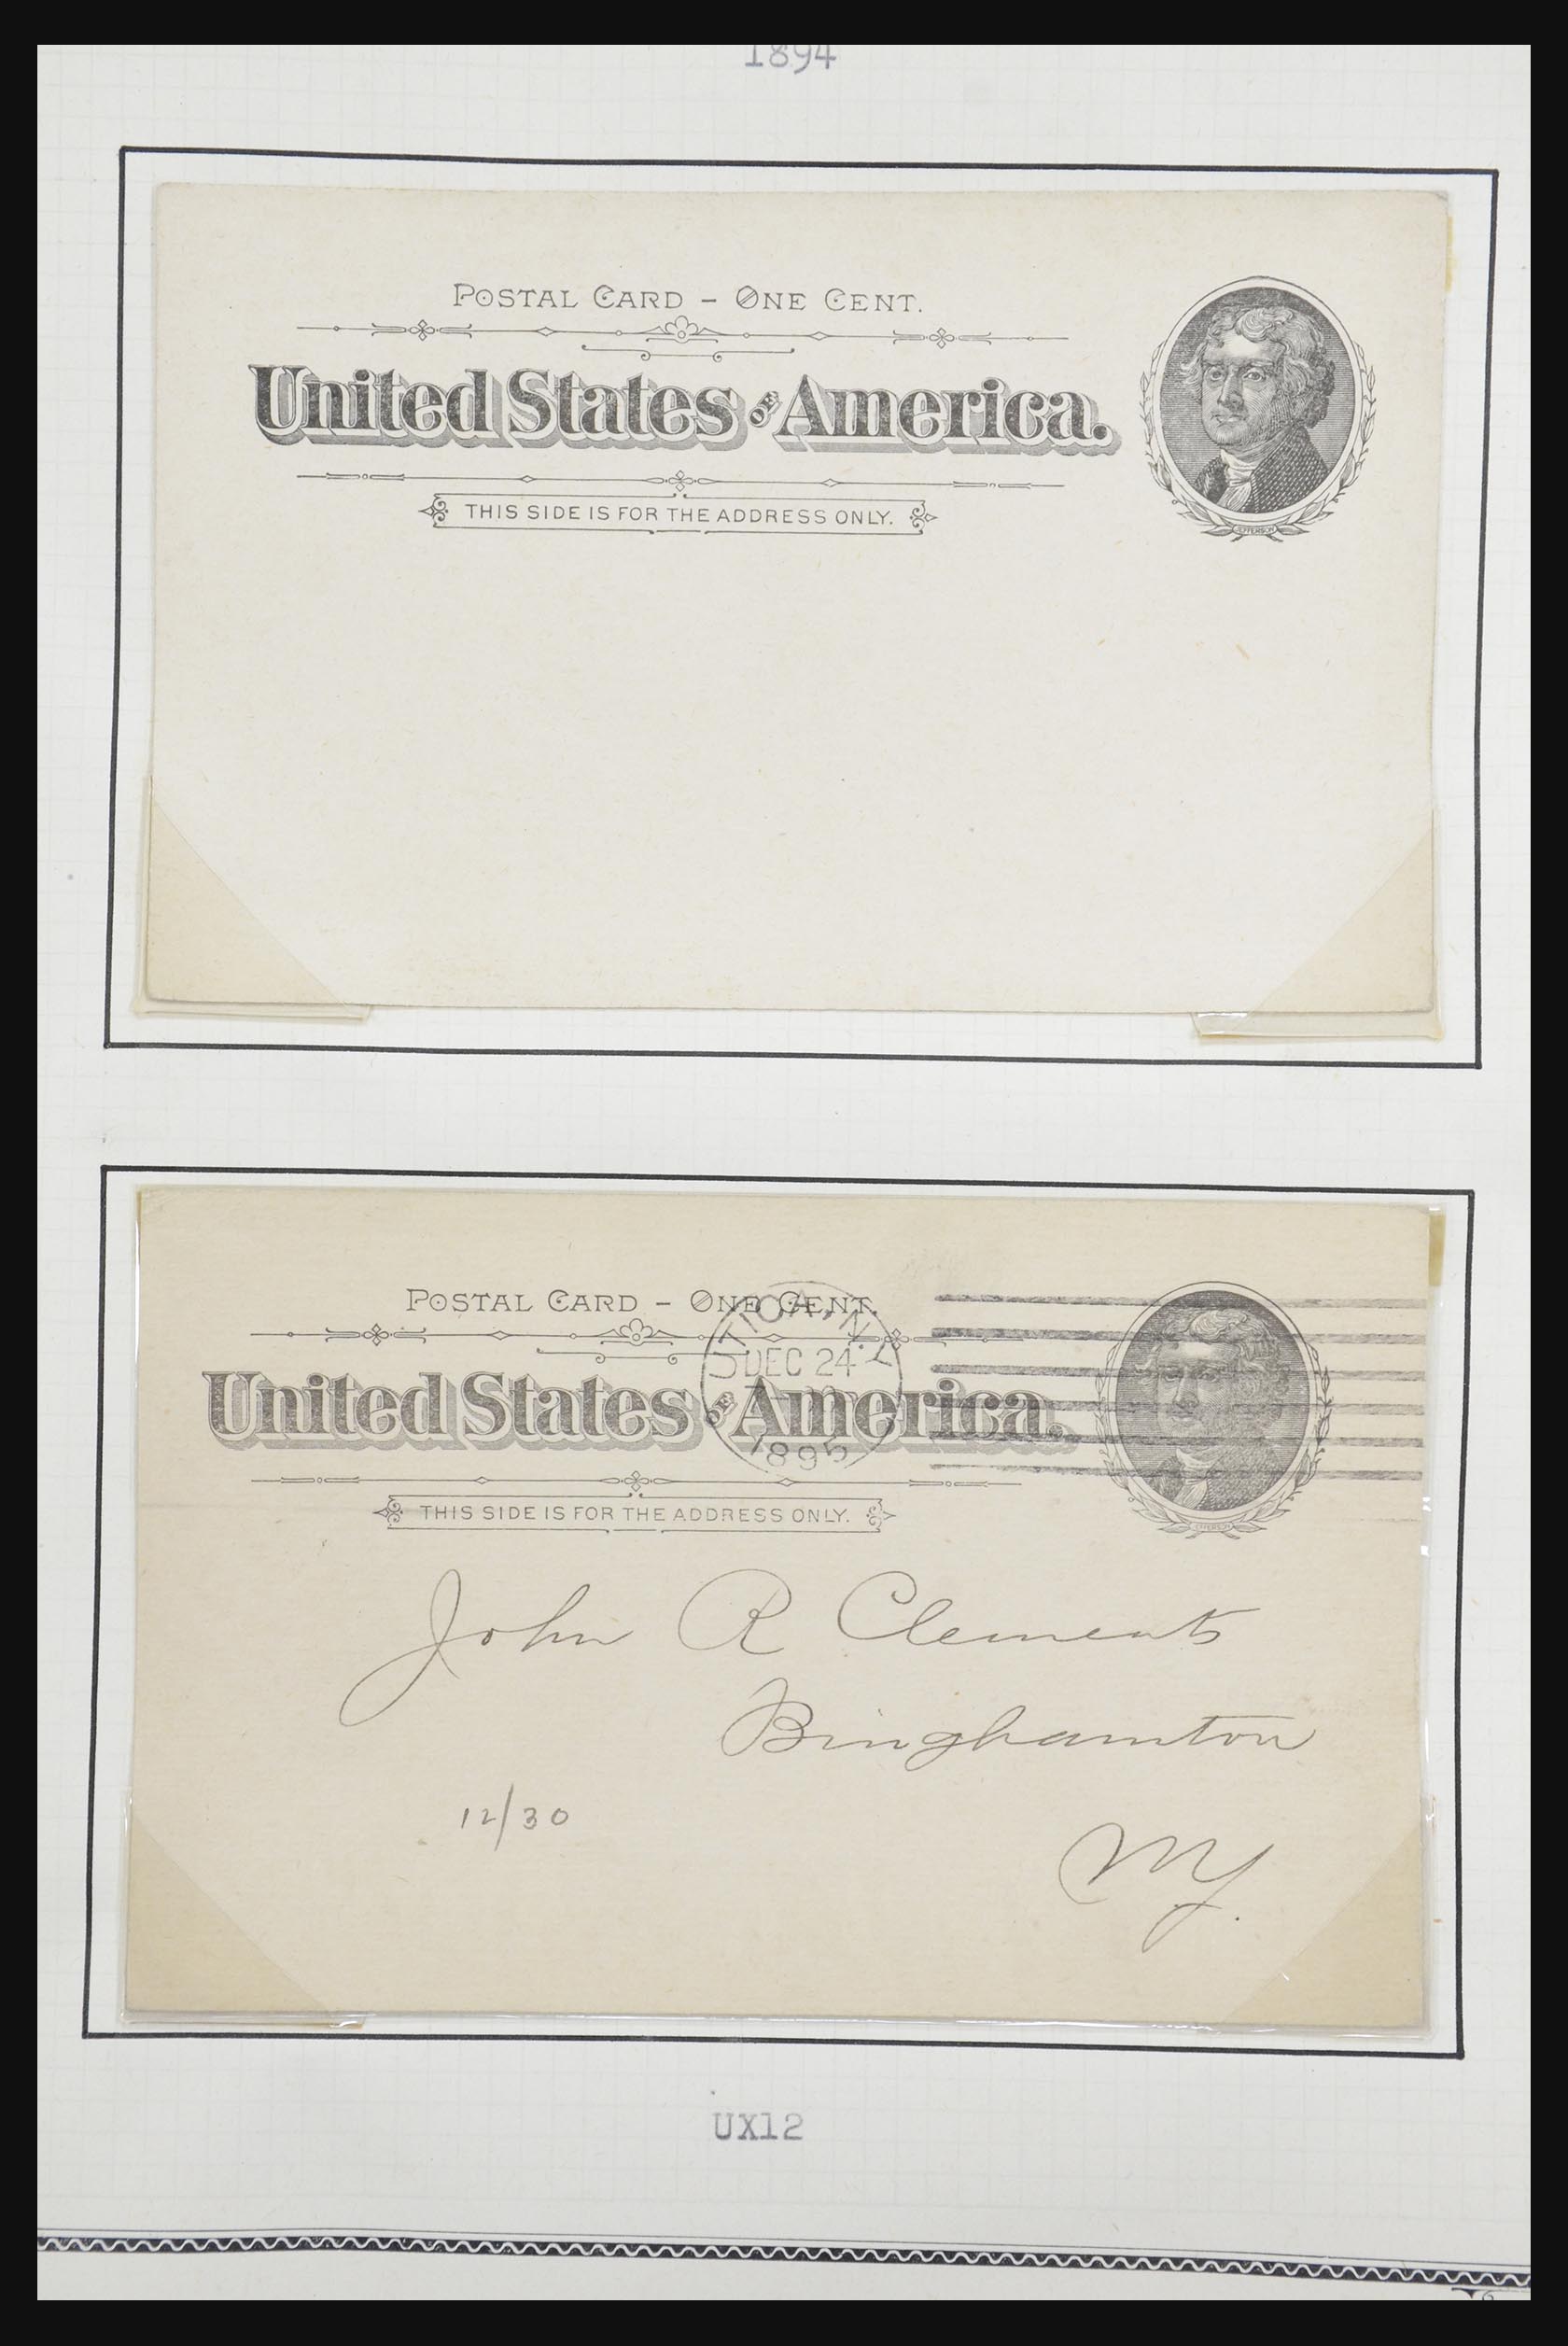 1894
POSTAL CARD - ONE CENT.
United States OF America.
THIS SIDE IS FOR THE ADDRESS ONLY.
JEFFERSON
POSTAL CARD - ONE CENT.
UTICA, N.Y.
DEC 24
1895
United States OF America.
THIS SIDE IS FOR THE ADDRESS ONLY.
JEFFERSON
John R Clements
Binghamton
12/30
NY.
UX12